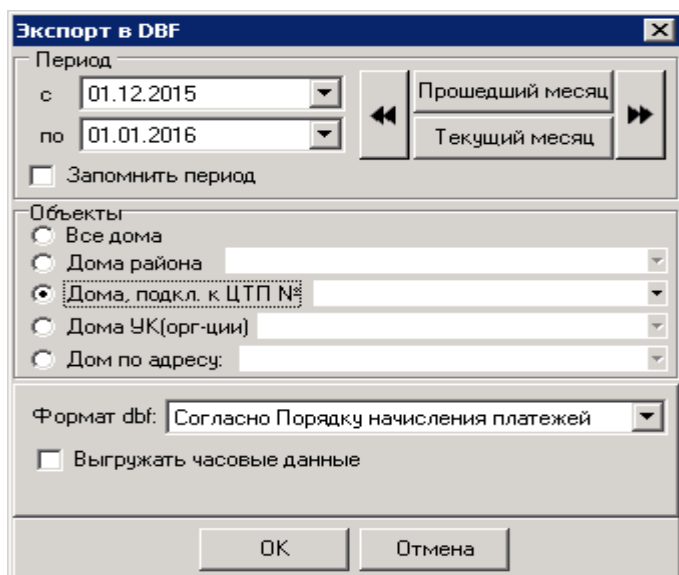 Экспорт в DBF
Период
с 01.12.2015
Прошедший месяц
по 01.01.2016
Текущий месяц
Запомнить период
Объекты
Все дома
Дома района
Дома, подкл. к ЦТП №
Дома УК(орг-ции)
Дом по адресу:
Формат dbf: Согласно Порядку начисления платежей
Выгружать часовые данные
OK Отмена